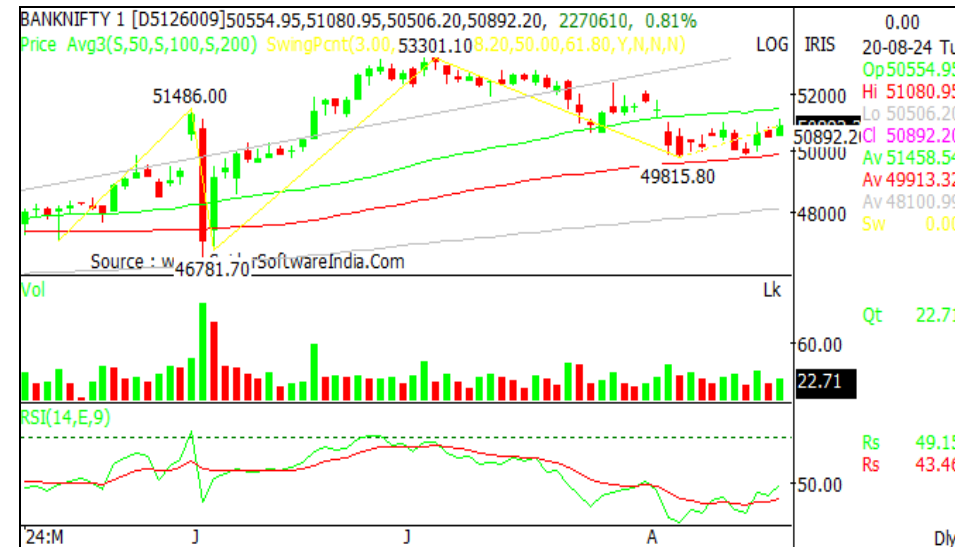 BANKNIFTY 1 [D5126009]50554.95,51080.95,50506.20,50892.20, 2270610, 0.81%
Price Avg3(S,50,S,100,S,200) SwingPcnt(3.00, 8.20,50.00,61.80,Y,N,N,N)
53301.10
LOG
51486.00
49815.80
Source : w
46781.70
rSoftwareIndia.Com
52000
50892.20
50000
48000
0.00
IRIS
20-08-24 Tu
Op 50554.95
Hi 51080.95
Lo 50506.20
Cl 50892.20
Av 51458.54
Av 49913.32
Av 48100.99
Sw 0.00
Vol
Lk
60.00
22.71
Qt 22.71
RSI(14,E,9)
50.00
Rs 49.15
Rs 43.46
'24:M J J A
Dly